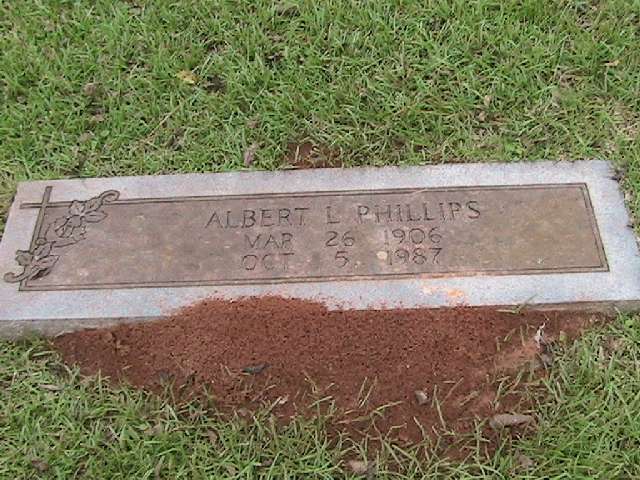 ALBERT L PHILLIPS
MAR 26 1906
OCT 5 1987